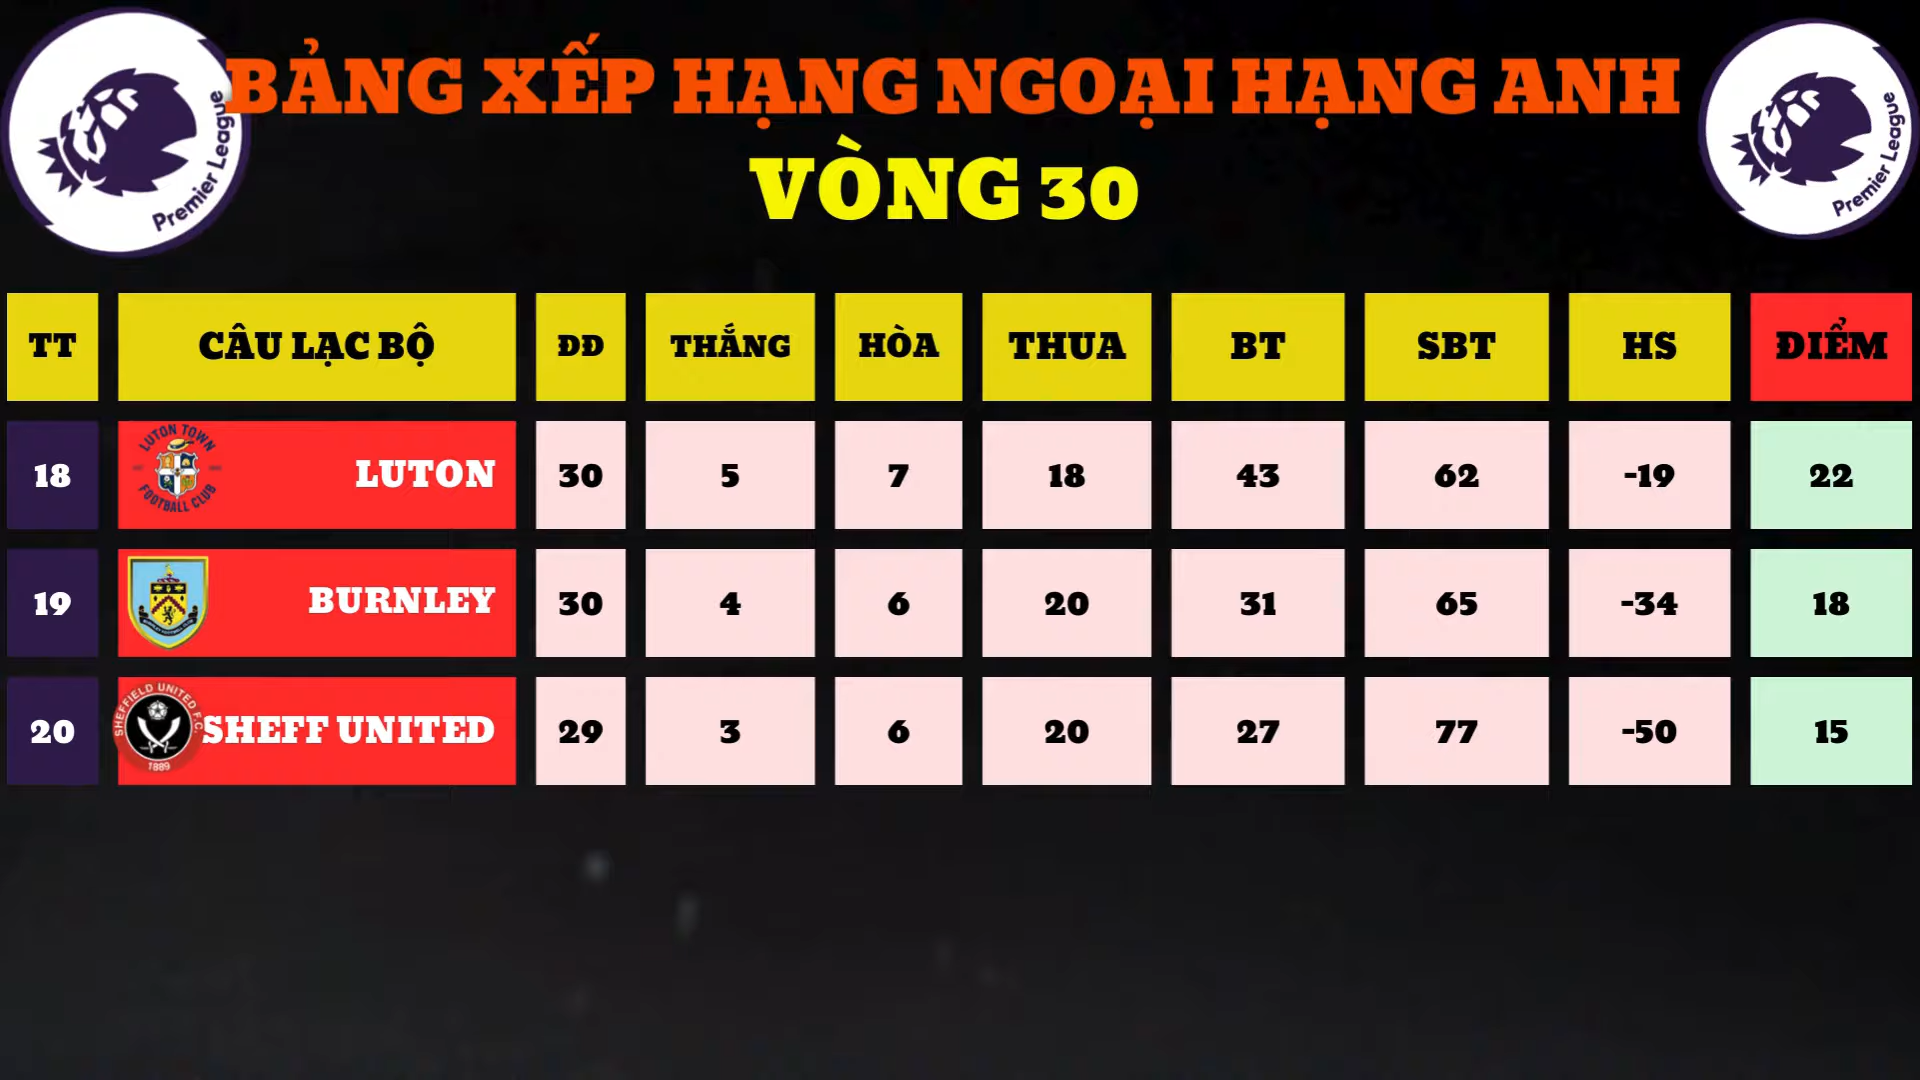 BẢNG XẾP HẠNG NGOẠI HẠNG ANH
VÒNG 30
Premier League
Premier League
TT CÂU LẠC BỘ ĐĐ THẮNG HÒA THUA BT SBT HS ĐIỂM
18 LUTON TOWN FOOTBALL CLUB LUTON 30 5 7 18 43 62 -19 22
19 BURNLEY 30 4 6 20 31 65 -34 18
20 SHEFFIELD UNITED F.C. 1889 SHEFF UNITED 29 3 6 20 27 77 -50 15